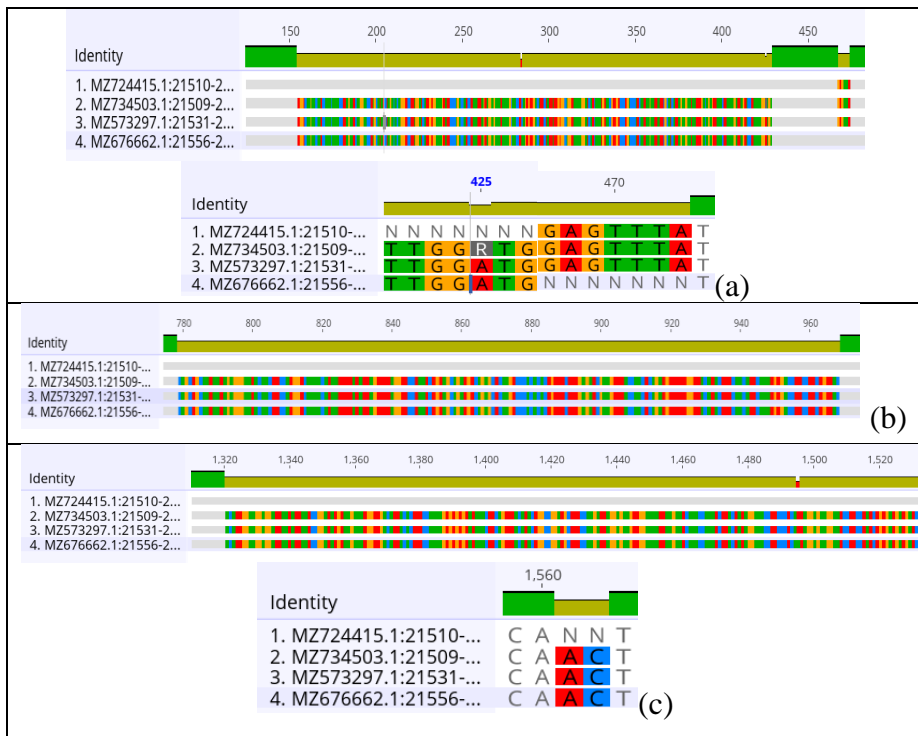 150 200 250 300 350 400 450
Identity
1. MZ724415.1:21510-2...
2. MZ734503.1:21509-2...
3. MZ573297.1:21531-2...
4. MZ676662.1:21556-2...
425 470
Identity
1. MZ724415.1:21510-... N N N N N N N G A G T T T A T
2. MZ734503.1:21509-... T T G G R T G G A G T T T A T
3. MZ573297.1:21531-... T T G G A T G G A G T T T A T
4. MZ676662.1:21556-... T T G G A T G N N N N N N N T
(a)
780 800 820 840 860 880 900 920 940 960
Identity
1. MZ724415.1:21510-...
2. MZ734503.1:21509-...
3. MZ573297.1:21531-...
4. MZ676662.1:21556-...
(b)
1,320 1,340 1,360 1,380 1,400 1,420 1,440 1,460 1,480 1,500 1,520
Identity
1. MZ724415.1:21510-2...
2. MZ734503.1:21509-2...
3. MZ573297.1:21531-2...
4. MZ676662.1:21556-2...
1,560
Identity
1. MZ724415.1:21510-... C A N N T
2. MZ734503.1:21509-... C A A C T
3. MZ573297.1:21531-... C A A C T
4. MZ676662.1:21556-... C A A C T
(c)